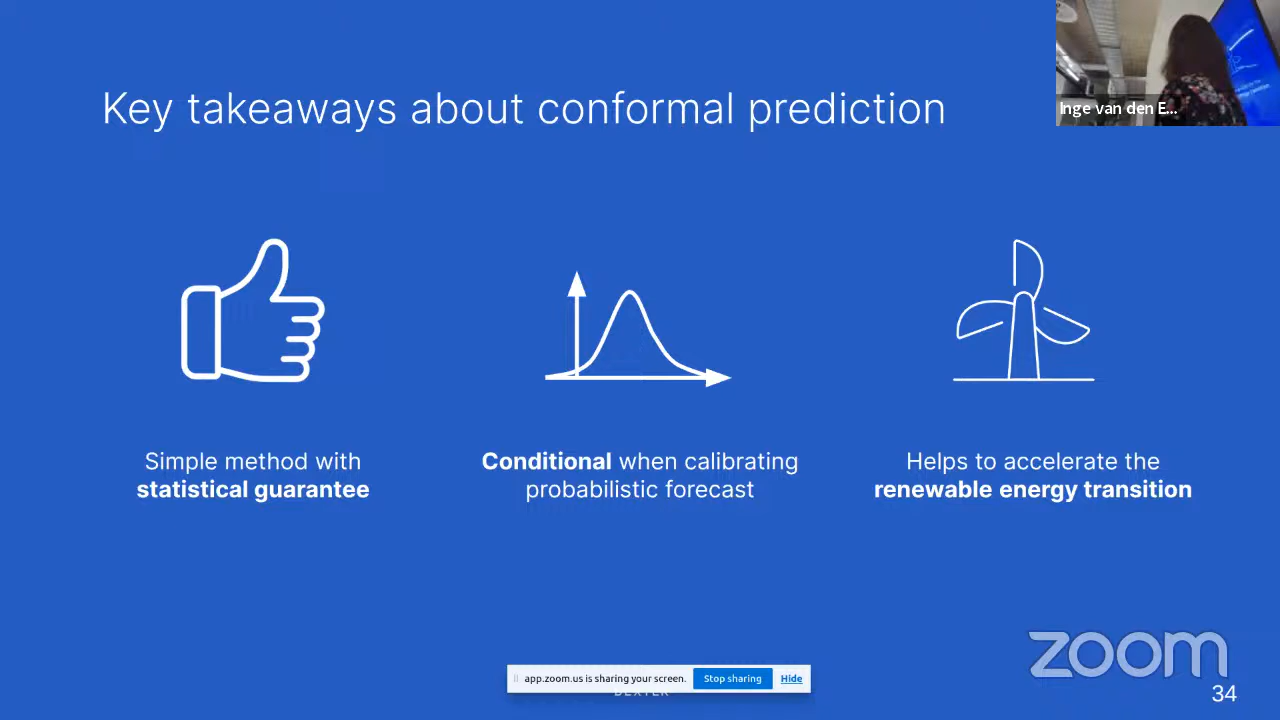 Key takeaways about conformal prediction
Inge van den E...
Simple method with
statistical guarantee
Conditional when calibrating
probabilistic forecast
Helps to accelerate the
renewable energy transition
zoom
app.zoom.us is sharing your screen. Stop sharing Hide
DEXTER
34